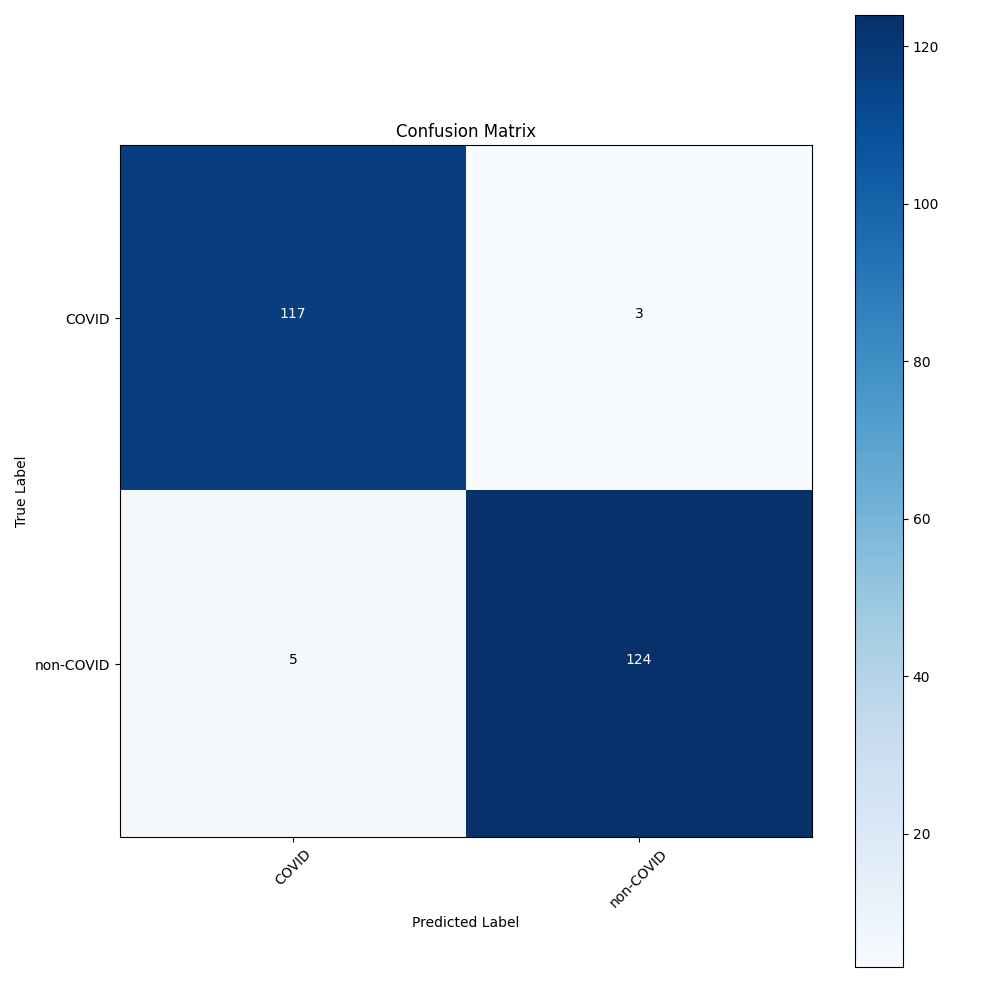 Confusion Matrix
True Label
COVID
non-COVID
117
3
5
124
COVID
non-COVID
Predicted Label
120
100
80
60
40
20